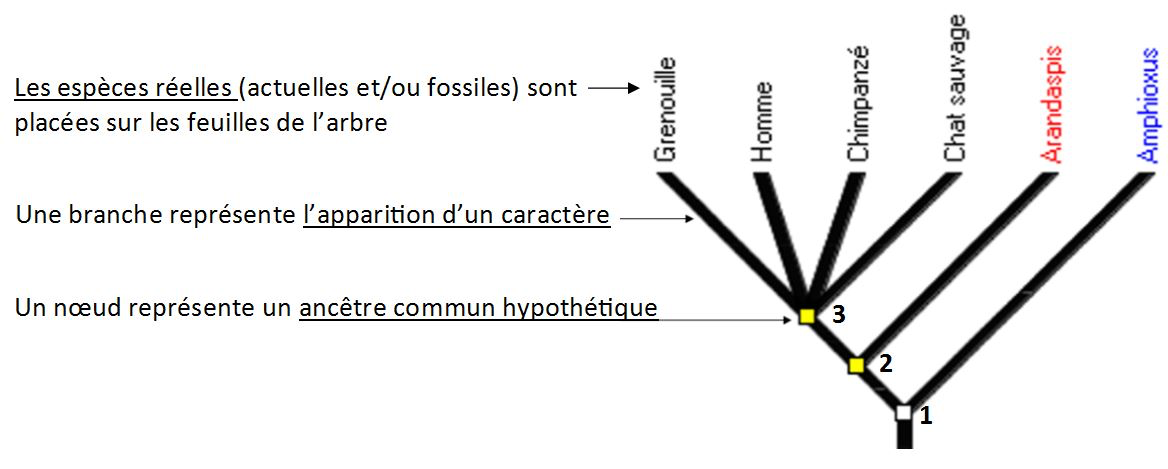 Les espèces réelles (actuelles et/ou fossiles) sont
placées sur les feuilles de l’arbre
Une branche représente l’apparition d’un caractère
Un nœud représente un ancêtre commun hypothétique
Grenouille
Homme
Chimpanzé
Chat sauvage
Arandaspis
Amphioxus
3
2
1